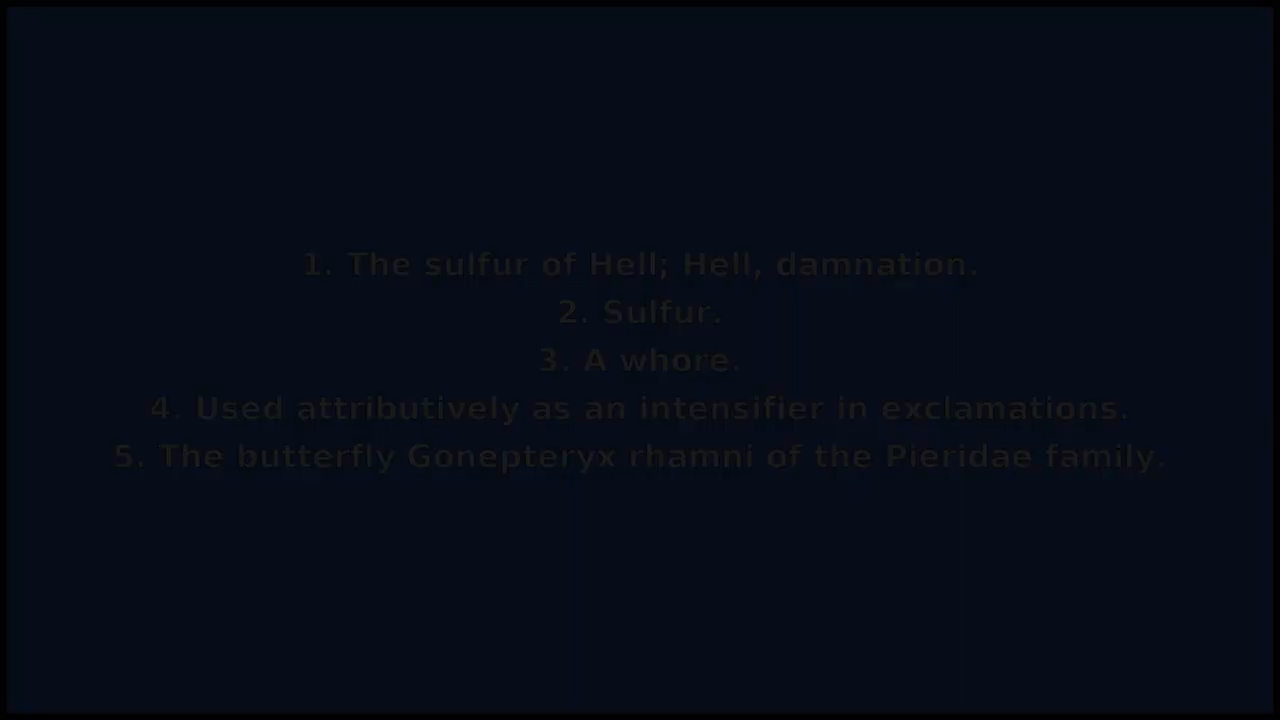 1. The sulfur of Hell; Hell, damnation.
2. Sulfur.
3. A whore.
4. Used attributively as an intensifier in exclamations.
5. The butterfly Gonepteryx rhamni of the Pieridae family.